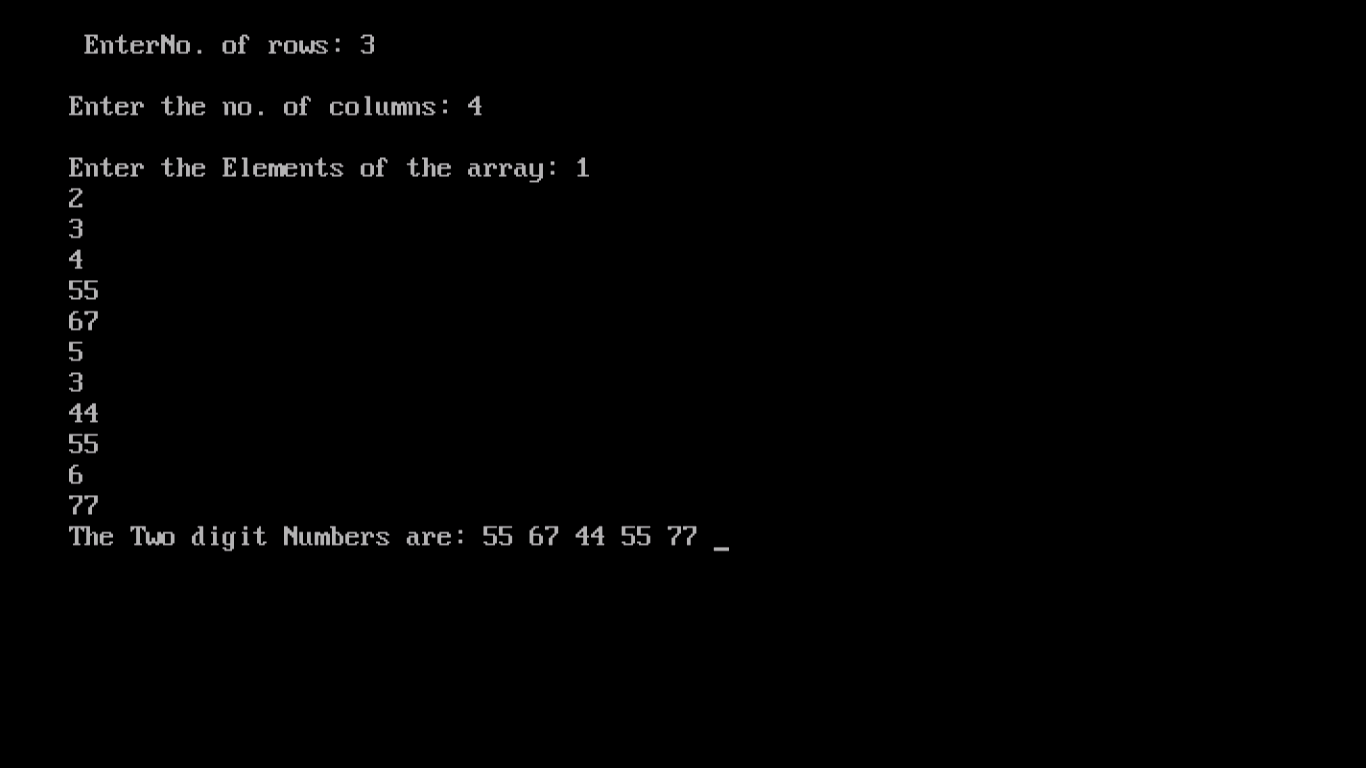 EnterNo. of rows: 3
Enter the no. of columns: 4
Enter the Elements of the array: 1
2
3
4
55
67
5
3
44
55
6
77
The Two digit Numbers are: 55 67 44 55 77 _